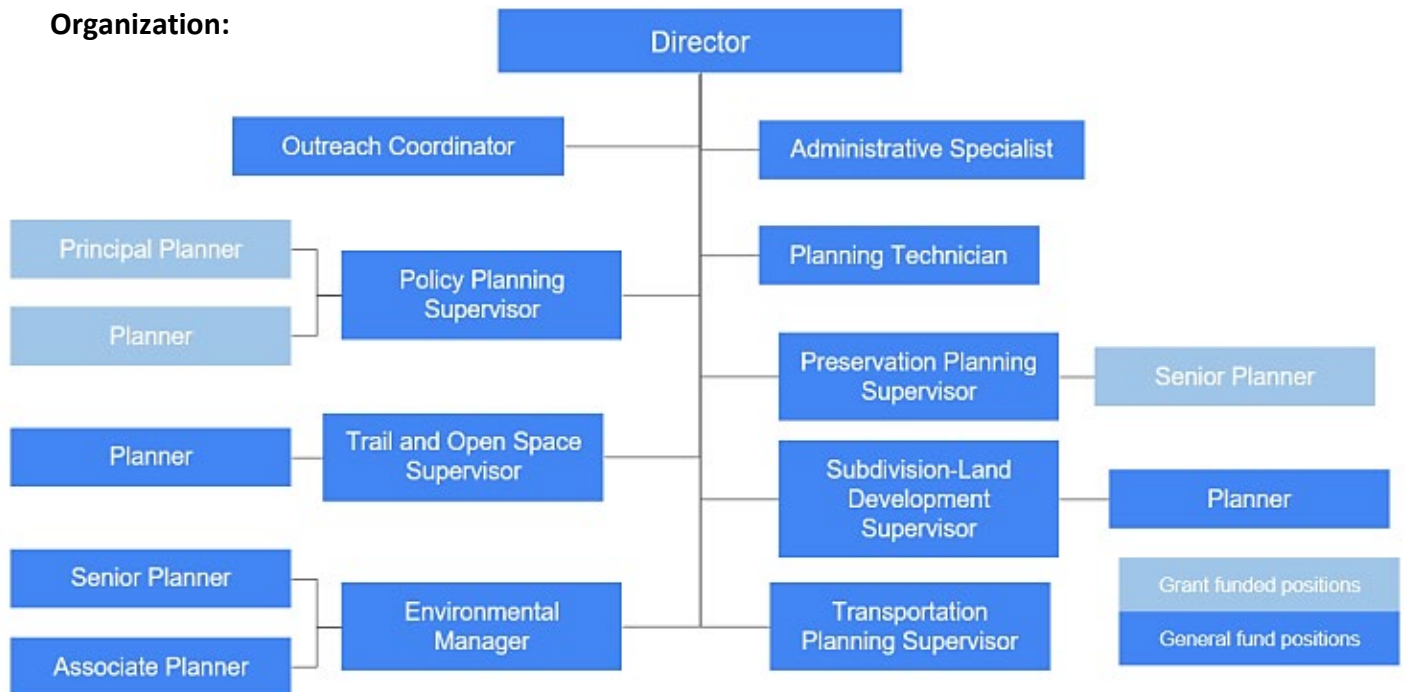 Organization:
Director
Outreach Coordinator
Administrative Specialist
Principal Planner
Planner
Policy Planning
Supervisor
Planning Technician
Preservation Planning
Supervisor
Senior Planner
Planner
Trail and Open Space
Supervisor
Subdivision-Land
Development
Supervisor
Planner
Senior Planner
Associate Planner
Environmental
Manager
Transportation
Planning Supervisor
Grant funded positions
General fund positions